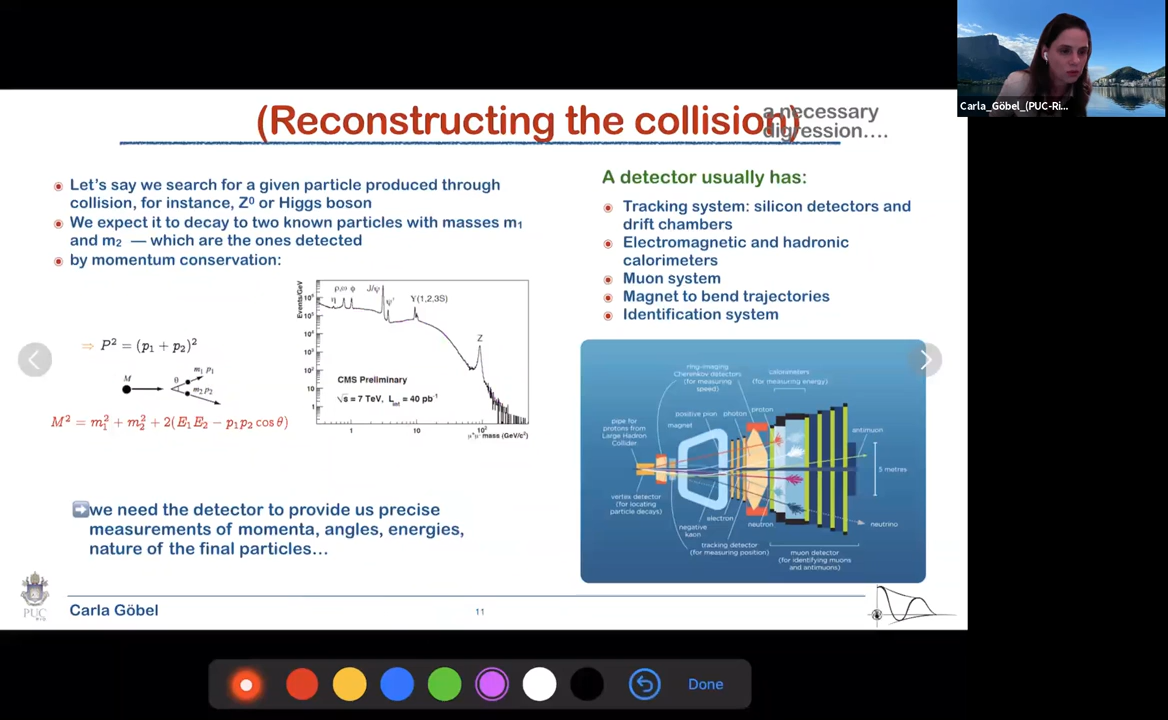 Carla_Göbel_(PUC-Ri...
(Reconstructing the collision)
a necessary
digression....
Let's say we search for a given particle produced through
collision, for instance, Z⁰ or Higgs boson
We expect it to decay to two known particles with masses m₁
and m₂ — which are the ones detected
by momentum conservation:
⇒ P² = (p₁ + p₂)²
M
θ
m₁ p₁
m₂ p₂
M² = m₁² + m₂² + 2(E₁E₂ − p₁p₂ cos θ)
Events/GeV
η
ρ,ω
ϕ
J/ψ
ψ'
Υ(1,2,3S)
Z
CMS Preliminary
√s = 7 TeV, L_int = 40 pb⁻¹
10⁶
10⁵
10⁴
10³
10²
10
1
1
10
10²
μ⁺μ⁻ mass (GeV/c²)
we need the detector to provide us precise
measurements of momenta, angles, energies,
nature of the final particles...
A detector usually has:
Tracking system: silicon detectors and
drift chambers
Electromagnetic and hadronic
calorimeters
Muon system
Magnet to bend trajectories
Identification system
ring-imaging
Cherenkov detectors
(for measuring
speed)
calorimeters
(for measuring energy)
positive pion
photon
proton
magnet
pipe for
protons from
Large Hadron
Collider
antimuon
5 metres
vertex detector
(for locating
particle decays)
electron
neutron
neutrino
negative
kaon
tracking detector
(for measuring position)
muon detector
(for identifying muons
and antimuons)
PUC
RIO
Carla Göbel
11
Done